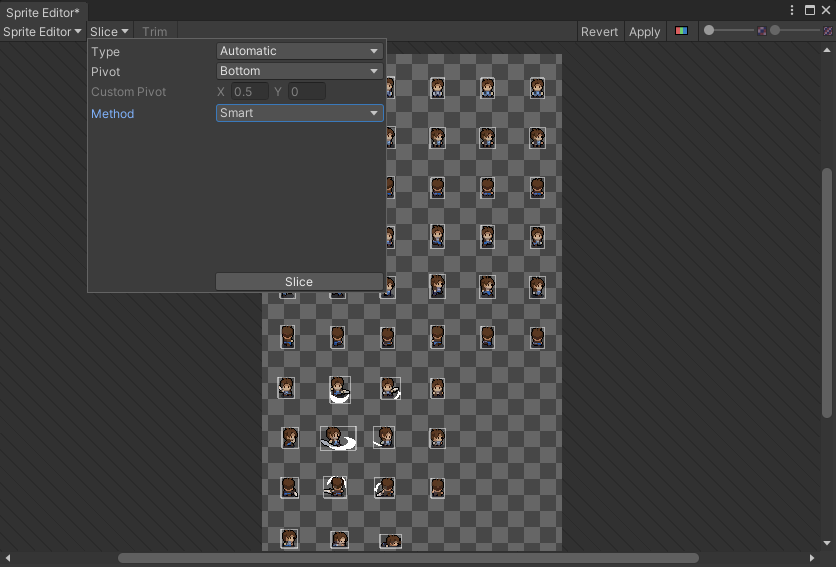 Sprite Editor*
Sprite Editor Slice Trim Revert Apply
Type Automatic
Pivot Bottom
Custom Pivot X 0.5 Y 0
Method Smart
Slice